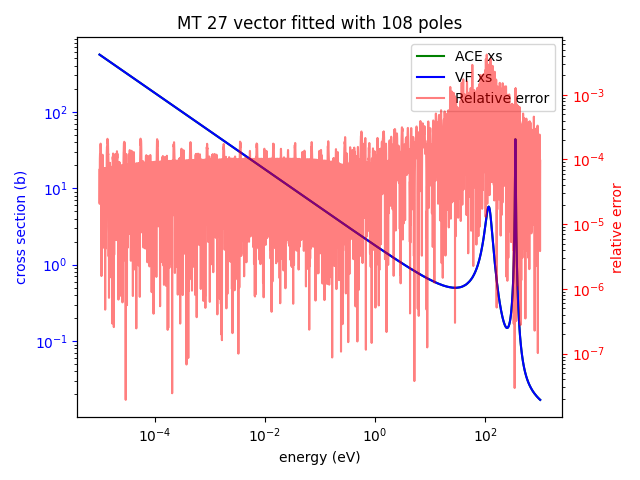 MT 27 vector fitted with 108 poles
ACE xs
VF xs
Relative error
cross section (b)
relative error
10^2
10^1
10^0
10^-1
10^-3
10^-4
10^-5
10^-6
10^-7
10^-4
10^-2
10^0
10^2
energy (eV)